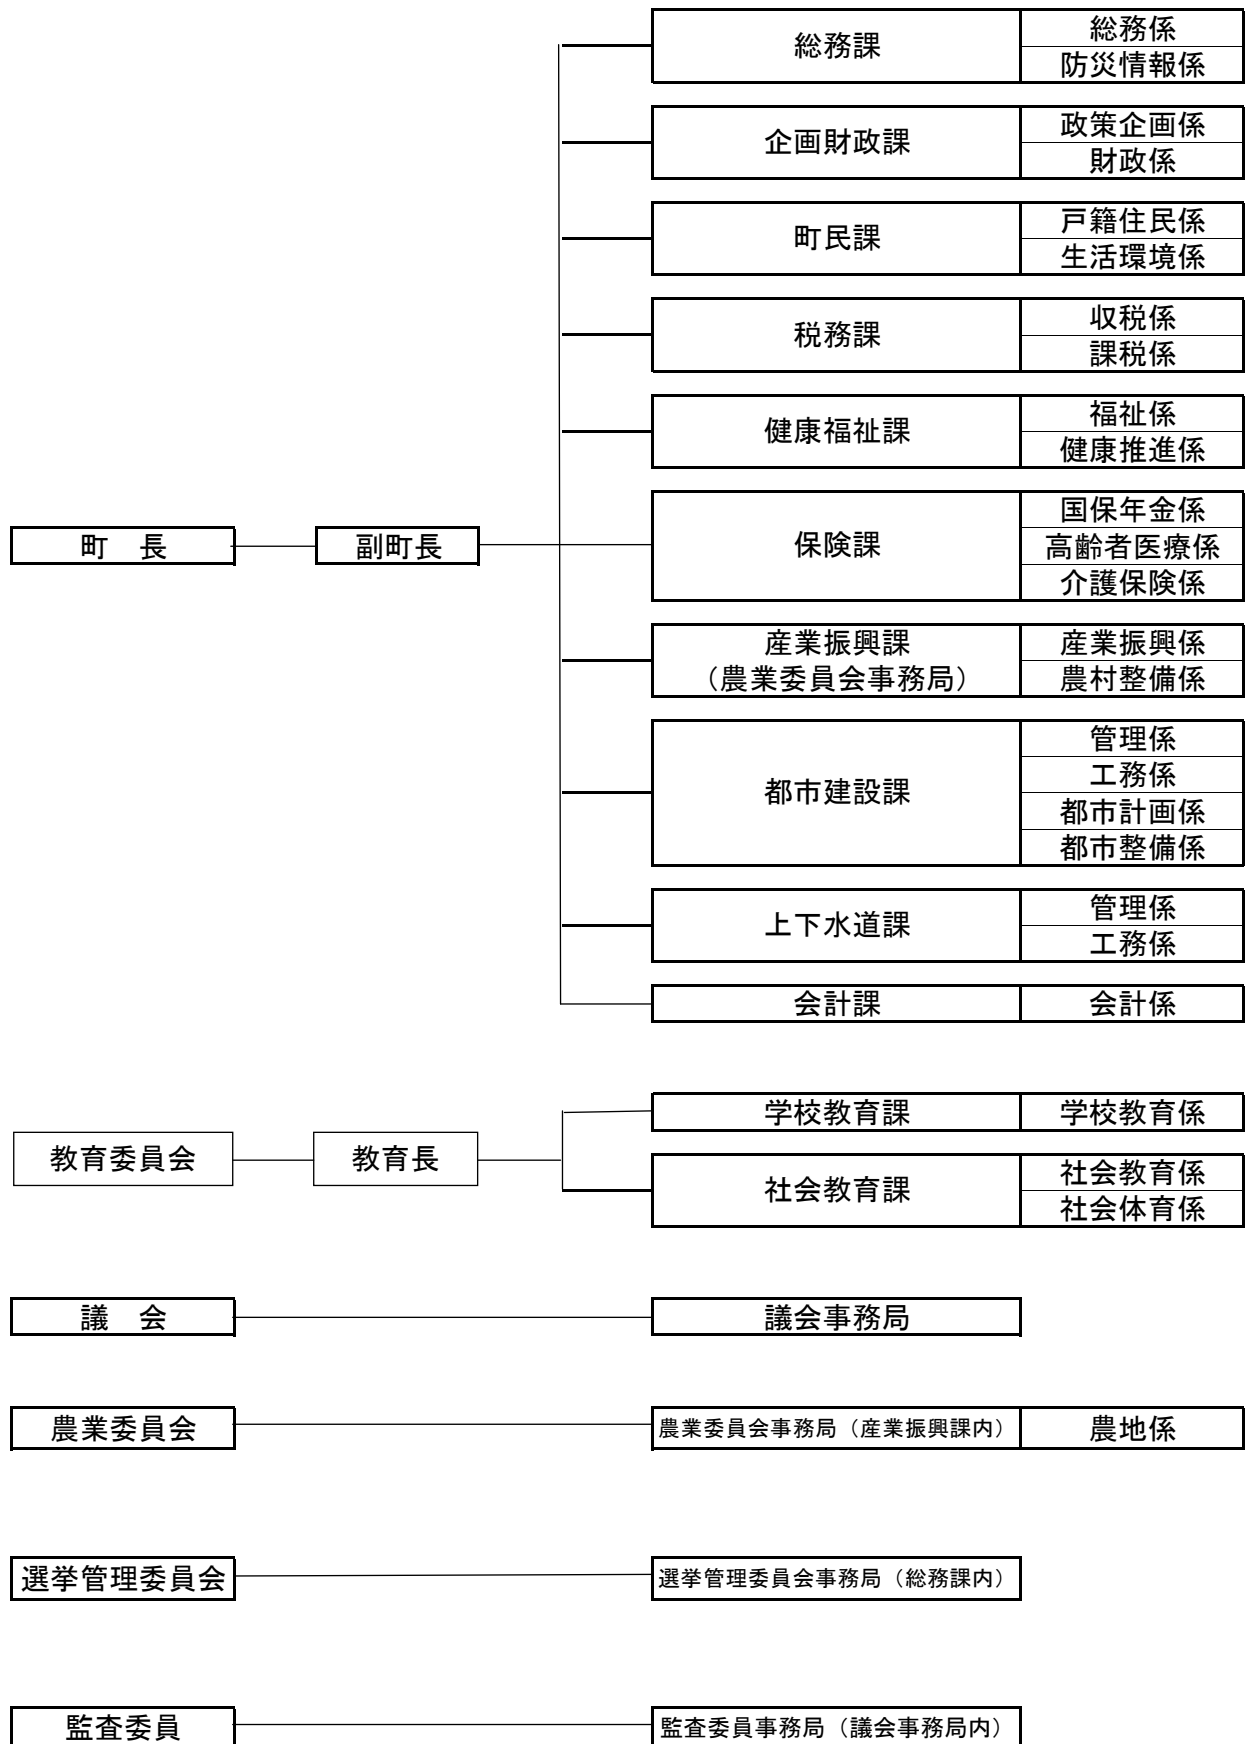 総務課
総務係
防災情報係
企画財政課
政策企画係
財政係
町民課
戸籍住民係
生活環境係
税務課
収税係
課税係
健康福祉課
福祉係
健康推進係
町　長
副町長
保険課
国保年金係
高齢者医療係
介護保険係
産業振興課
（農業委員会事務局）
産業振興係
農村整備係
都市建設課
管理係
工務係
都市計画係
都市整備係
上下水道課
管理係
工務係
会計課
会計係
教育委員会
教育長
学校教育課
学校教育係
社会教育課
社会教育係
社会体育係
議　会
議会事務局
農業委員会
農業委員会事務局（産業振興課内）
農地係
選挙管理委員会
選挙管理委員会事務局（総務課内）
監査委員
監査委員事務局（議会事務局内）